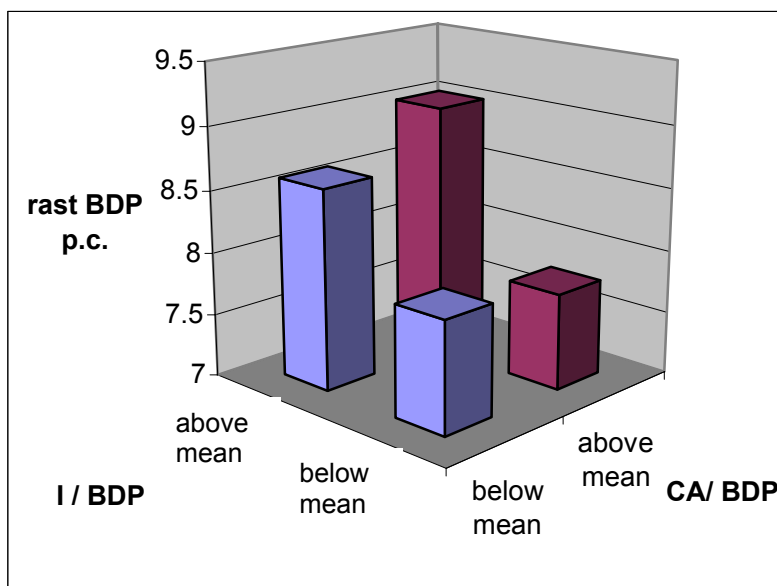 9.5
9
8.5
8
7.5
7
rast BDP
p.c.
above
mean
below
mean
I / BDP
below
mean
above
mean
CA/ BDP